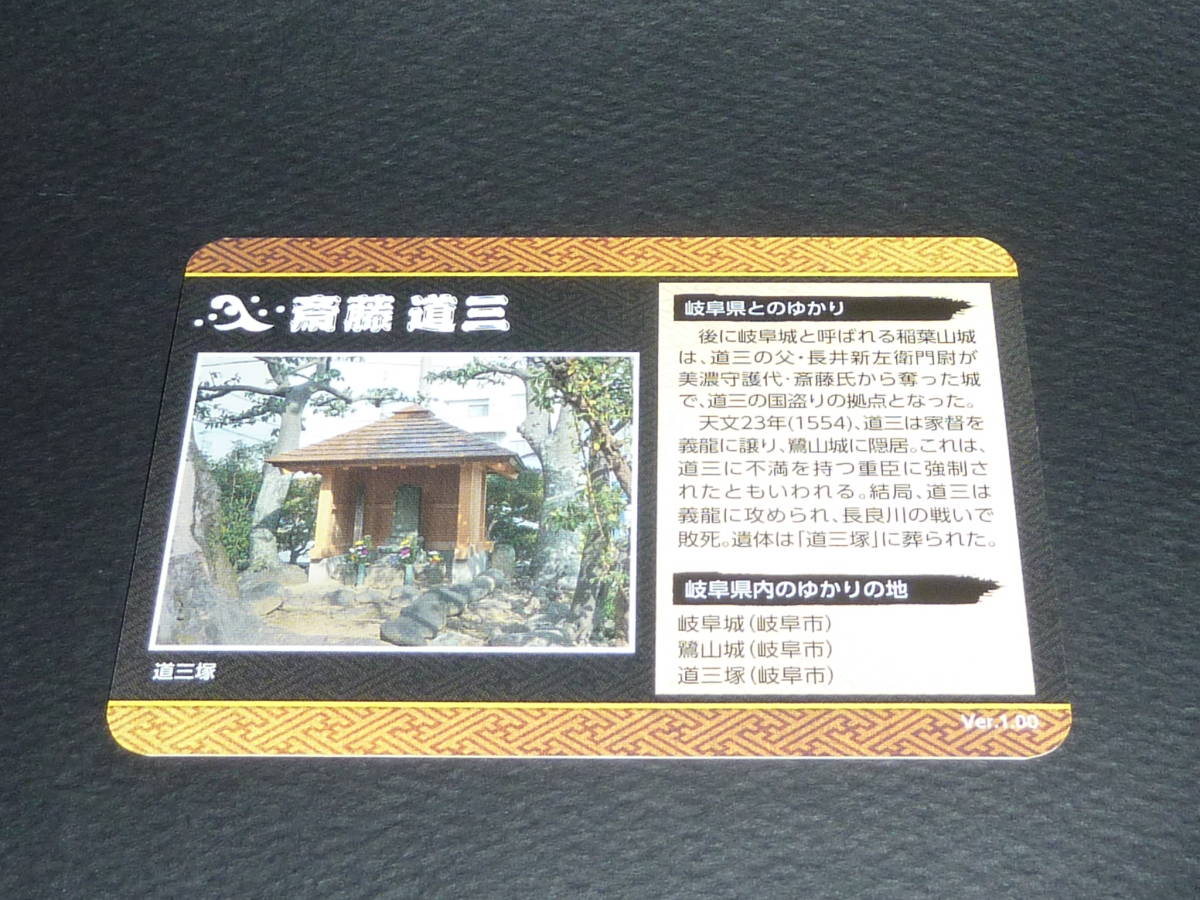 斎藤 道三
道三塚
岐阜県とのゆかり
後に岐阜城と呼ばれる稲葉山城
は、道三の父・長井新左衛門尉が
美濃守護代・斎藤氏から奪った城
で、道三の国盗りの拠点となった。
天文23年(1554)、道三は家督を
義龍に譲り、鷺山城に隠居。これは、
道三に不満を持つ重臣に強制さ
れたともいわれる。結局、道三は
義龍に攻められ、長良川の戦いで
敗死。遺体は「道三塚」に葬られた。
岐阜県内のゆかりの地
岐阜城(岐阜市)
鷺山城(岐阜市)
道三塚(岐阜市)
Ver.1.00